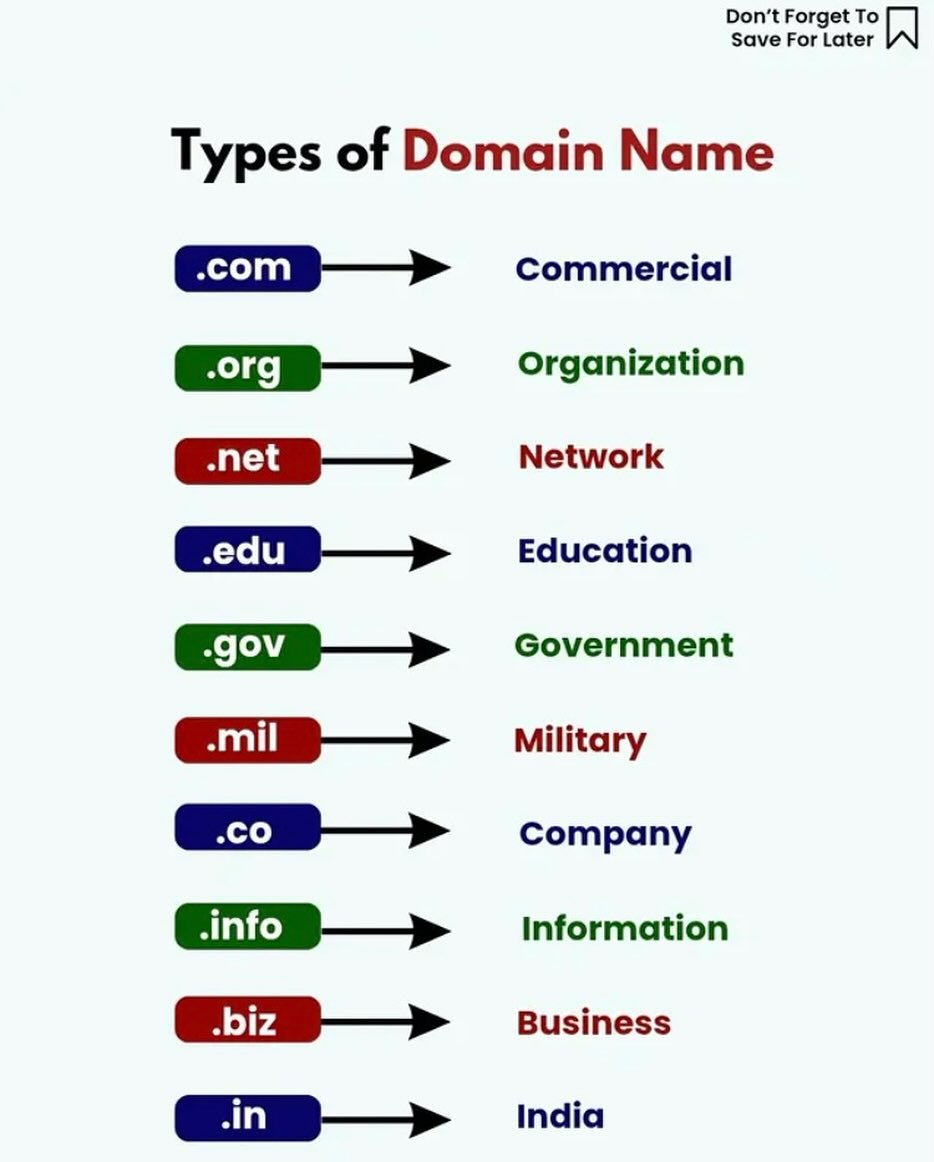 Don't Forget To
Save For Later
Types of Domain Name
.com Commercial
.org Organization
.net Network
.edu Education
.gov Government
.mil Military
.co Company
.info Information
.biz Business
.in India